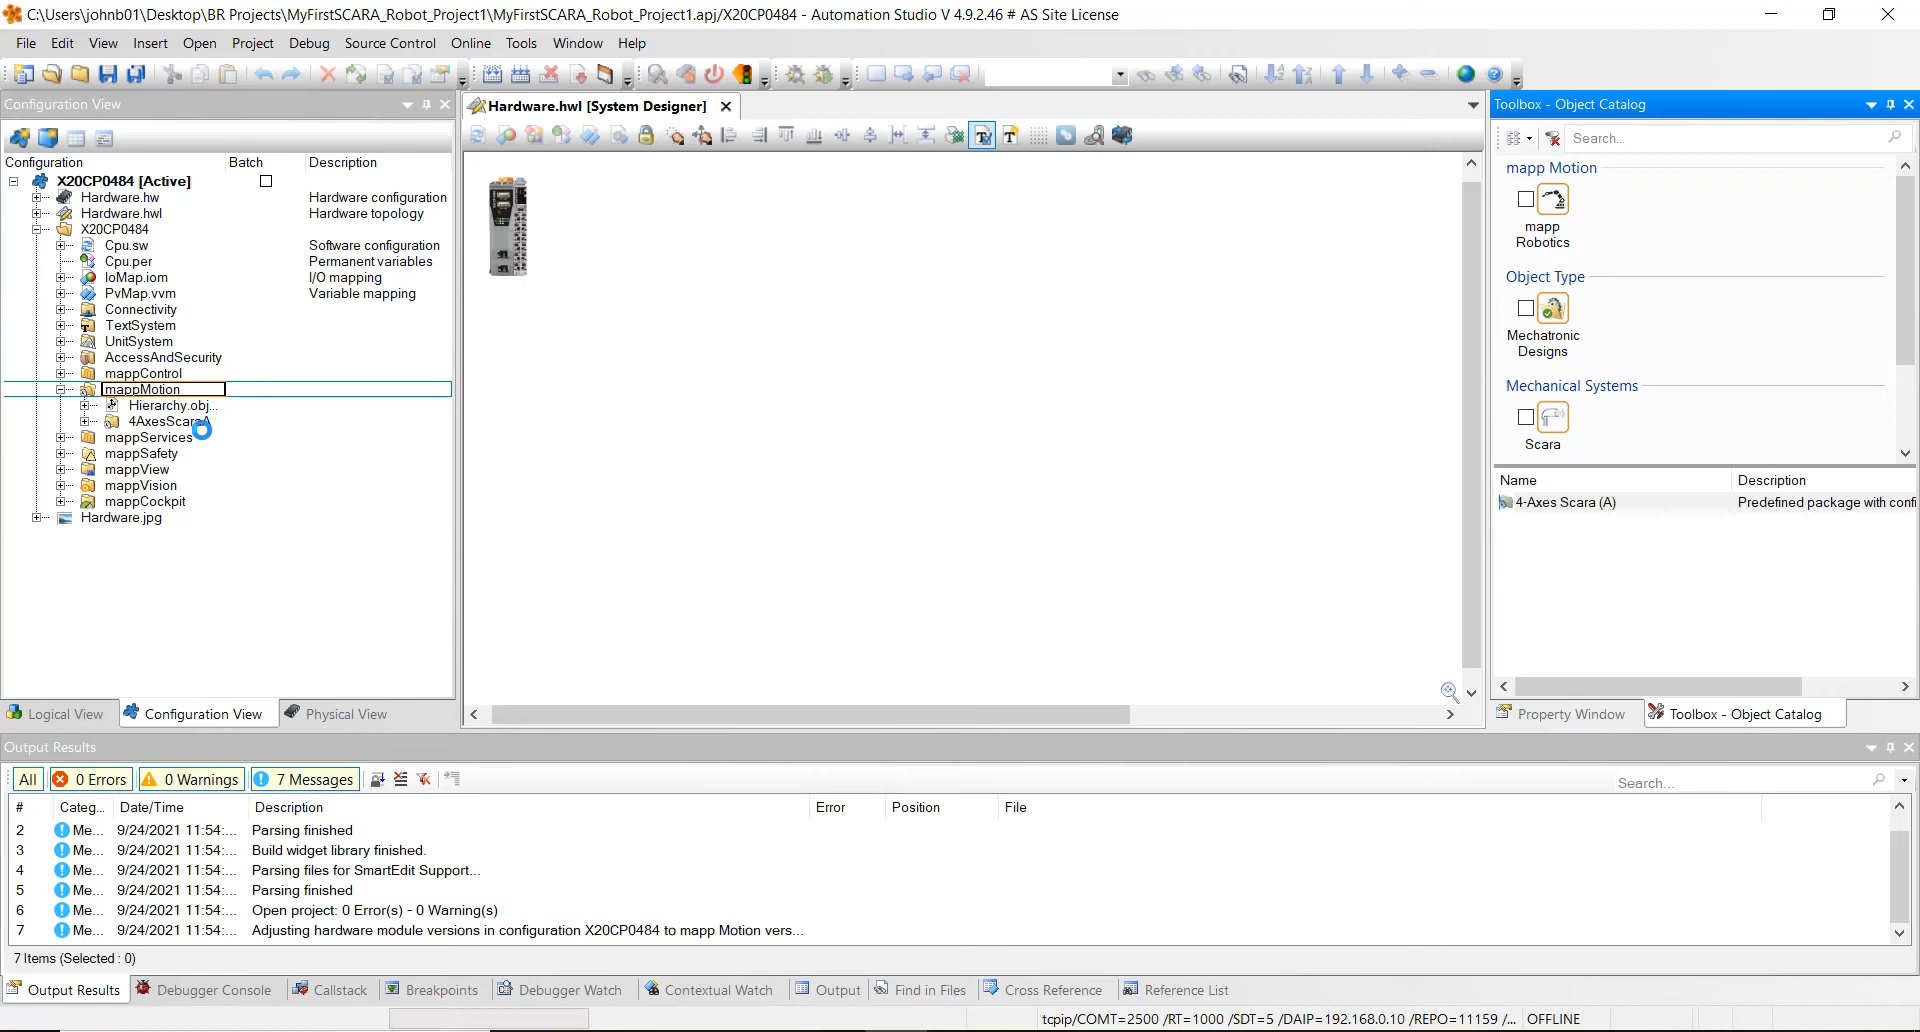 C:\Users\johnb01\Desktop\BR Projects\MyFirstSCARA_Robot_Project1\MyFirstSCARA_Robot_Project1.apj/X20CP0484 - Automation Studio V 4.9.2.46 # AS Site License
File Edit View Insert Open Project Debug Source Control Online Tools Window Help
Configuration View
Configuration Batch Description
X20CP0484 [Active]
Hardware.hw Hardware configuration
Hardware.hwl Hardware topology
X20CP0484
Cpu.sw Software configuration
Cpu.per Permanent variables
IoMap.iom I/O mapping
PvMap.vvm Variable mapping
Connectivity
TextSystem
UnitSystem
AccessAndSecurity
mappControl
mappMotion
Hierarchy.obj...
4AxesScaraA
mappServices
mappSafety
mappView
mappVision
mappCockpit
Hardware.jpg
Logical View Configuration View Physical View
Hardware.hwl [System Designer]
Toolbox - Object Catalog
Search...
mapp Motion
mapp
Robotics
Object Type
Mechatronic
Designs
Mechanical Systems
Scara
Name Description
4-Axes Scara (A) Predefined package with confi
Property Window Toolbox - Object Catalog
Output Results
All 0 Errors 0 Warnings 7 Messages
Search...
# Categ... Date/Time Description Error Position File
2 Me... 9/24/2021 11:54:... Parsing finished
3 Me... 9/24/2021 11:54:... Build widget library finished.
4 Me... 9/24/2021 11:54:... Parsing files for SmartEdit Support...
5 Me... 9/24/2021 11:54:... Parsing finished
6 Me... 9/24/2021 11:54:... Open project: 0 Error(s) - 0 Warning(s)
7 Me... 9/24/2021 11:54:... Adjusting hardware module versions in configuration X20CP0484 to mapp Motion vers...
7 Items (Selected : 0)
Output Results Debugger Console Callstack Breakpoints Debugger Watch Contextual Watch Output Find in Files Cross Reference Reference List
tcpip/COMT=2500 /RT=1000 /SDT=5 /DAIP=192.168.0.10 /REPO=11159 /... OFFLINE